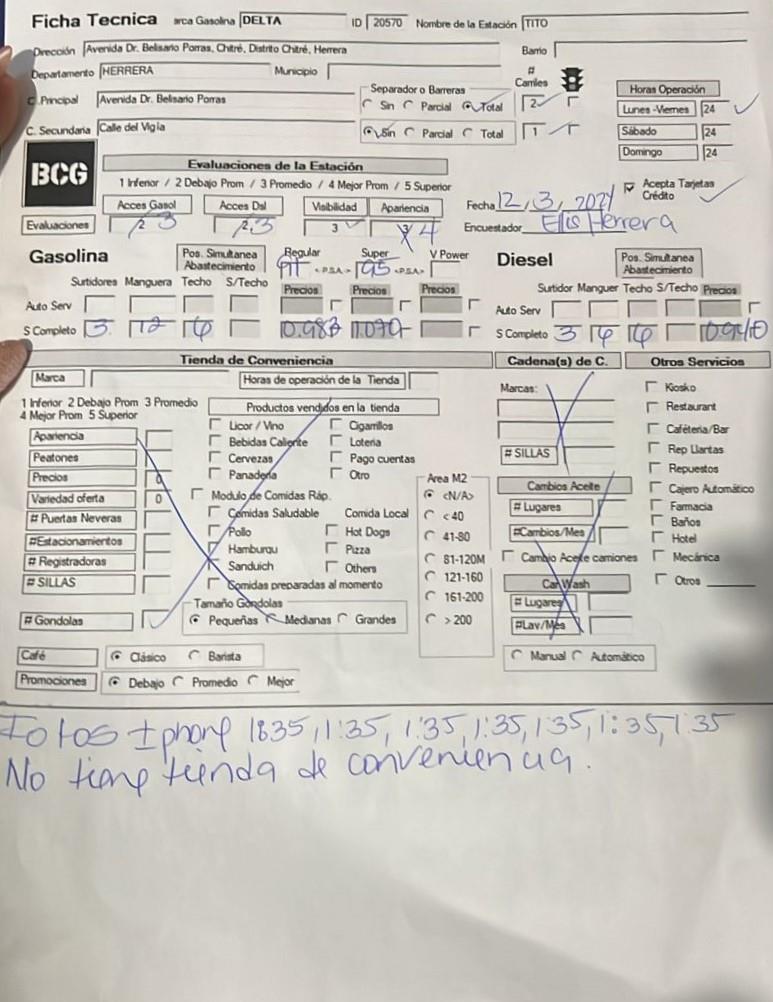 Ficha Tecnica arca Gasolina DELTA ID 20570 Nombre de la Estación TITO
Dirección Avenida Dr. Belisario Porras, Chitré, Distrito Chitré, Herrera Barrio
Departamento HERRERA Municipio # Carriles
C. Principal Avenida Dr. Belisario Porras Separador o Barreras Sin Parcial Total 2
C. Secundaria Calle del Vigía Sin Parcial Total 1
Horas Operación
Lunes -Viernes 24
Sábado 24
Domingo 24
BCG
Evaluaciones de la Estación
1 Inferior / 2 Debajo Prom / 3 Promedio / 4 Mejor Prom / 5 Superior
Acces Gasol Acces Dsl Visibilidad Apariencia
Evaluaciones 2 3 2, 3 3 4
Fecha 12, 3, 2024
Acepta Tarjetas Crédito
Encuestador Elis Herrera
Gasolina Pos. Simultanea Abastecimiento Regular <.P.S.A.> Super 95 <.P.S.A.> V Power
Surtidores Manguera Techo S/Techo Precios Precios Precios
Auto Serv
S Completo 3 12 6
Diesel Pos. Simultanea Abastecimiento
Surtidor Manguer Techo S/Techo Precios
Auto Serv
S Completo 3 6 6
Tienda de Conveniencia
Marca Horas de operación de la Tienda
1 Inferior 2 Debajo Prom 3 Promedio
4 Mejor Prom 5 Superior
Apariencia
Peatones
Precios 0
Variedad oferta 0
# Puertas Neveras
#Estacionamientos
# Registradoras
# SILLAS
# Gondolas
Productos vendidos en la tienda
Licor / Vino Cigarrillos
Bebidas Caliente Loteria
Cervezas Pago cuentas
Panaderia Otro
Modulo de Comidas Ráp.
Comidas Saludable Comida Local
Pollo Hot Dogs
Hamburgu Pizza
Sanduich Others
Comidas preparadas al momento
Tamaño Góndolas
Pequeñas Medianas Grandes
Area M2
<N/A>
< 40
41-80
81-120M
121-160
161-200
> 200
Cadena(s) de C.
Marcas:
# SILLAS
Cambios Aceite
# Lugares
#Cambios/Mes
Cambio Aceite camiones
Car Wash
# Lugares
#Lav/Mes
Manual Automático
Otros Servicios
Kiosko
Restaurant
Cafeteria/Bar
Rep Llantas
Repuestos
Cajero Automático
Farmacia
Baños
Hotel
Mecánica
Otros
Café Clásico Barista
Promociones Debajo Promedio Mejor
Fotos Iphone 1:35, 1:35, 1:35, 1:35, 1:35, 1:35
No tiene tienda de conveniencia.